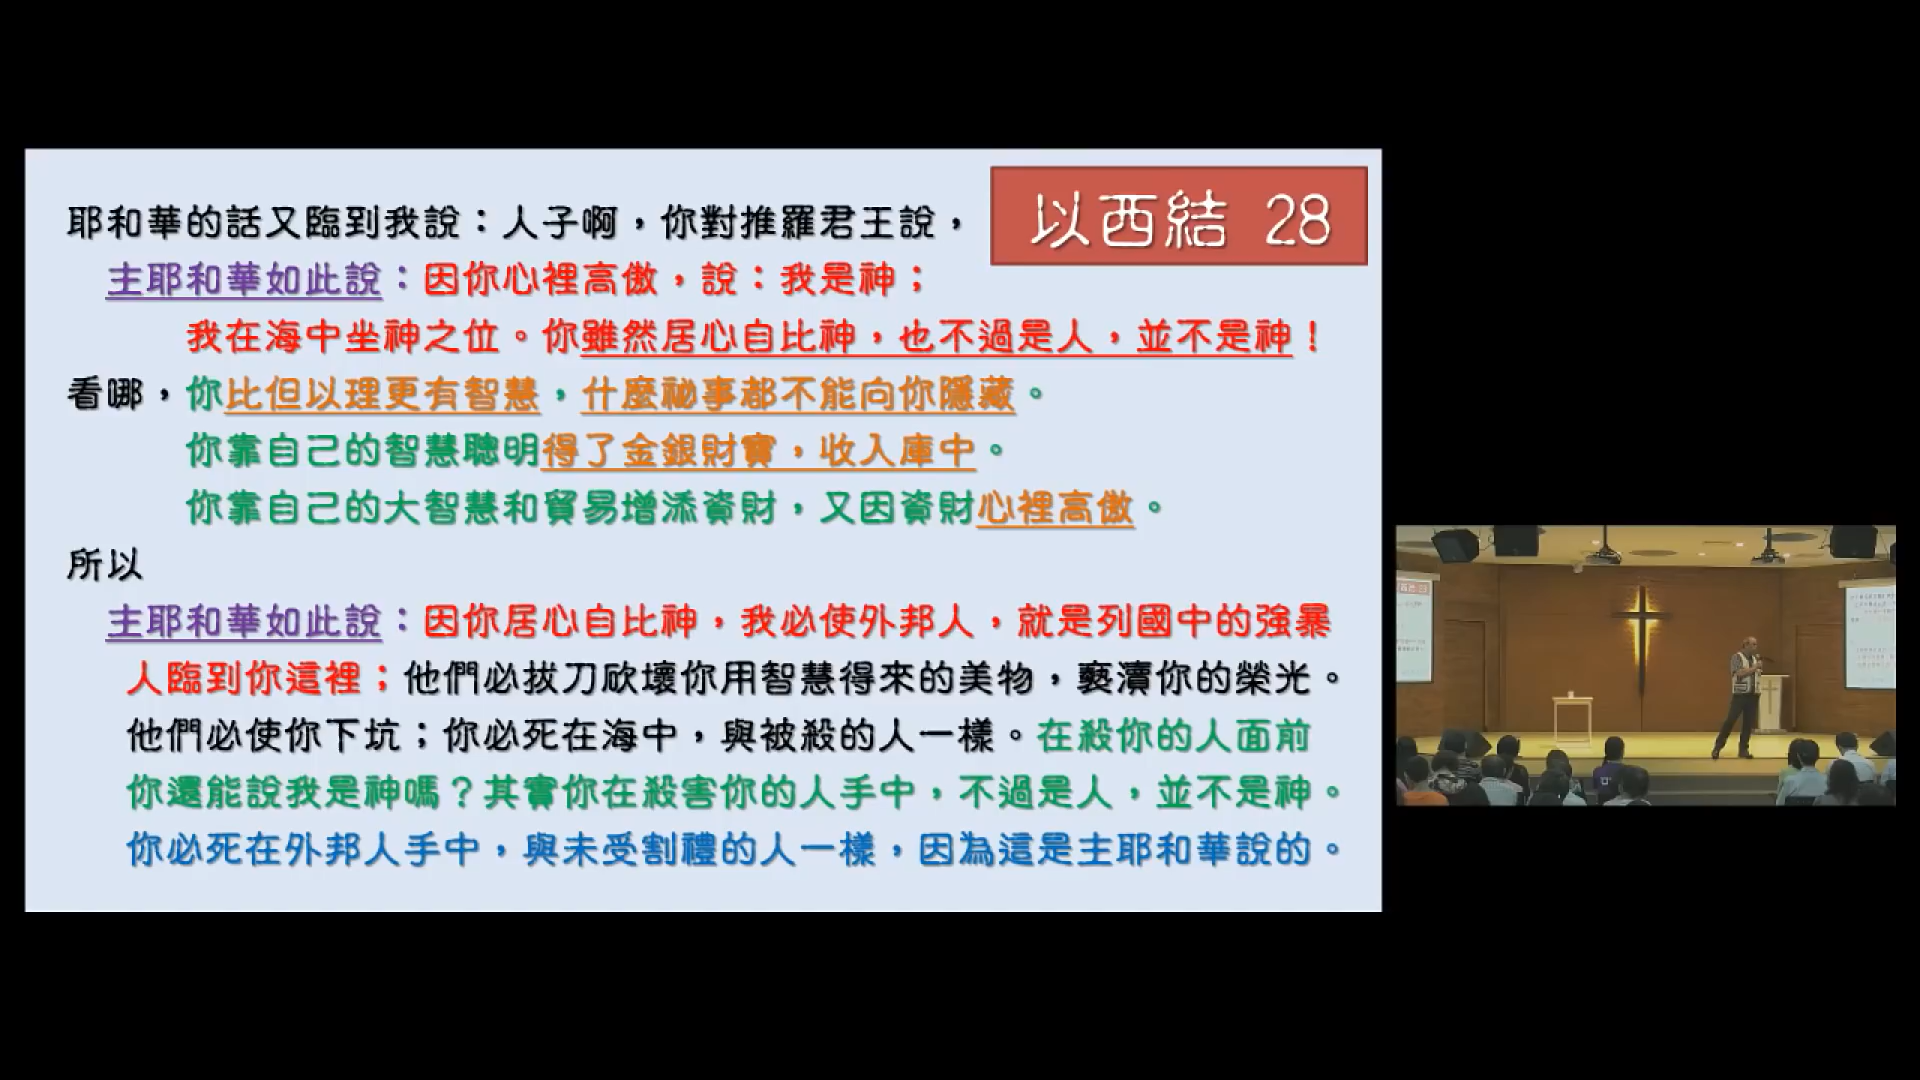 以西結 28
耶和華的話又臨到我說：人子啊，你對推羅君王說，
主耶和華如此說：因你心裡高傲，說：我是神；
我在海中坐神之位。你雖然居心自比神，也不過是人，並不是神！
看哪，你比但以理更有智慧，什麼祕事都不能向你隱藏。
你靠自己的智慧聰明得了金銀財寶，收入庫中。
你靠自己的大智慧和貿易增添資財，又因資財心裡高傲。
所以
主耶和華如此說：因你居心自比神，我必使外邦人，就是列國中的強暴
人臨到你這裡；他們必拔刀砍壞你用智慧得來的美物，褻瀆你的榮光。
他們必使你下坑；你必死在海中，與被殺的人一樣。在殺你的人面前
你還能說我是神嗎？其實你在殺害你的人手中，不過是人，並不是神。
你必死在外邦人手中，與未受割禮的人一樣，因為這是主耶和華說的。